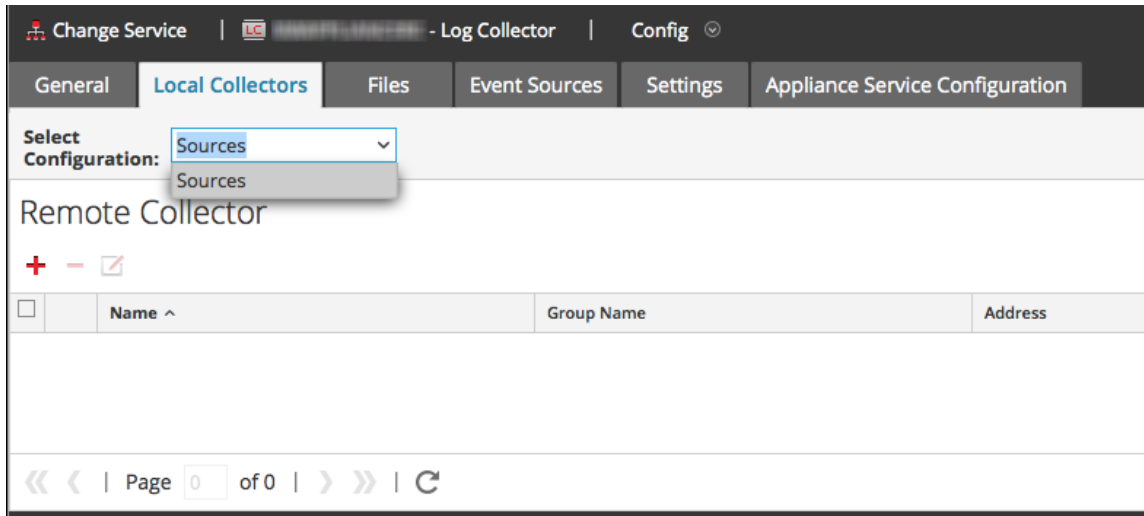 Change Service | LC - Log Collector | Config
General Local Collectors Files Event Sources Settings Appliance Service Configuration
Select
Configuration:
Sources
Sources
Remote Collector
Name Group Name Address
Page 0 of 0